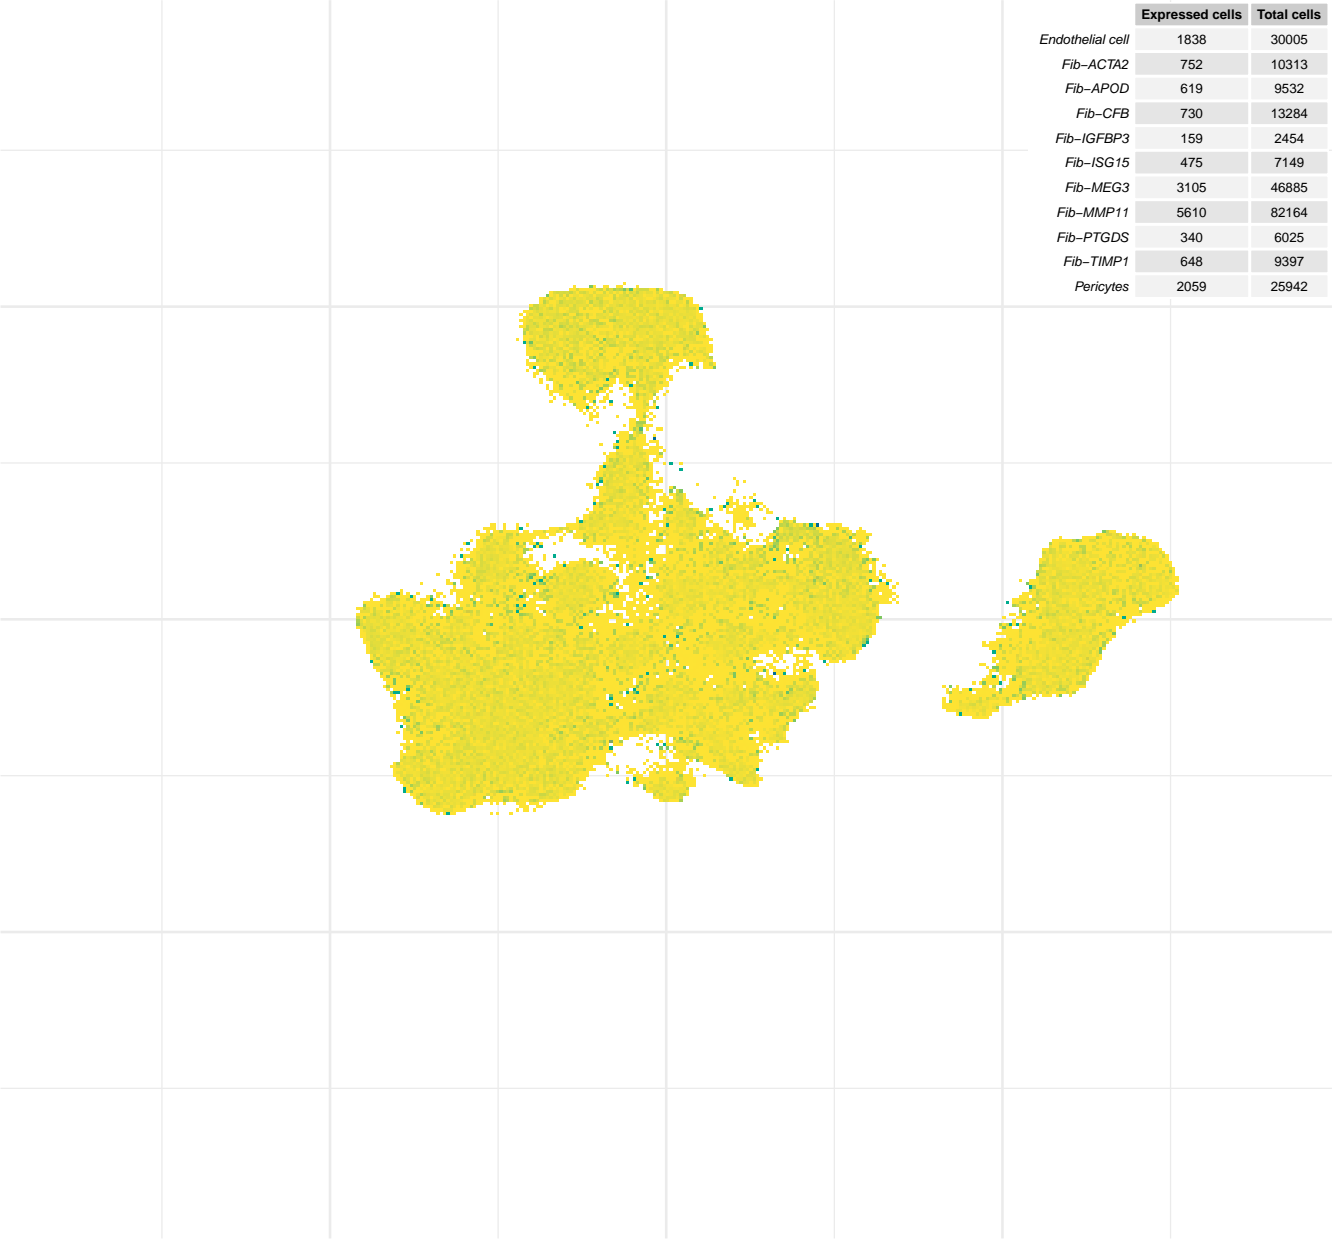 Expressed cells Total cells
Endothelial cell 1838 30005
Fib−ACTA2 752 10313
Fib−APOD 619 9532
Fib−CFB 730 13284
Fib−IGFBP3 159 2454
Fib−ISG15 475 7149
Fib−MEG3 3105 46885
Fib−MMP11 5610 82164
Fib−PTGDS 340 6025
Fib−TIMP1 648 9397
Pericytes 2059 25942